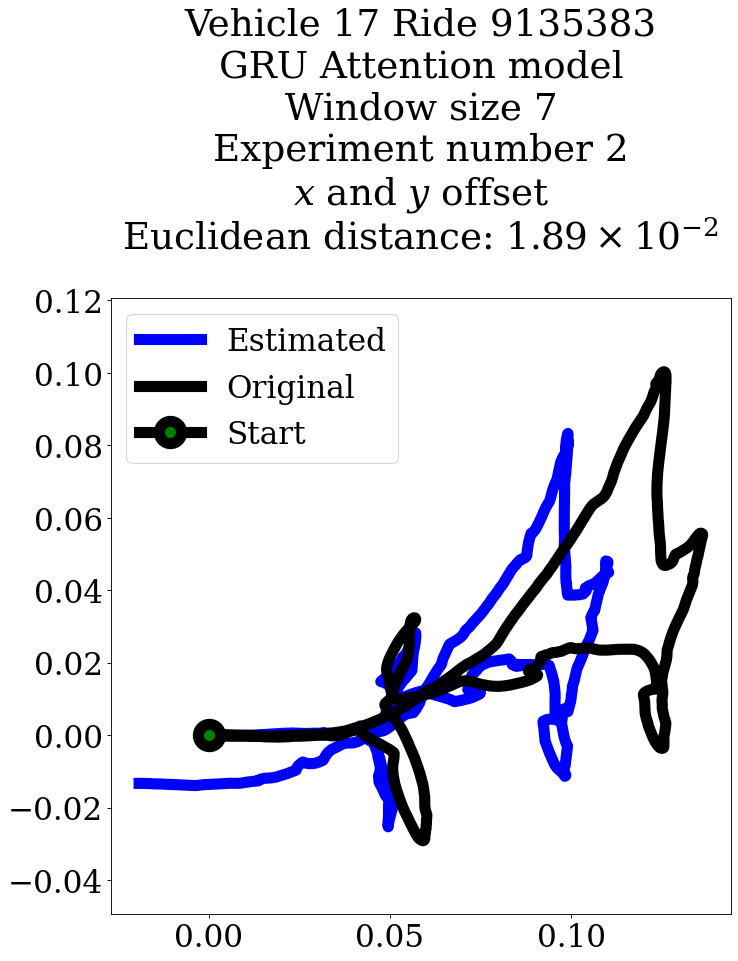 Vehicle 17 Ride 9135383
GRU Attention model
Window size 7
Experiment number 2
x and y offset
Euclidean distance: 1.89 × 10⁻²
0.12
0.10
0.08
0.06
0.04
0.02
0.00
−0.02
−0.04
Estimated
Original
Start
0.00 0.05 0.10